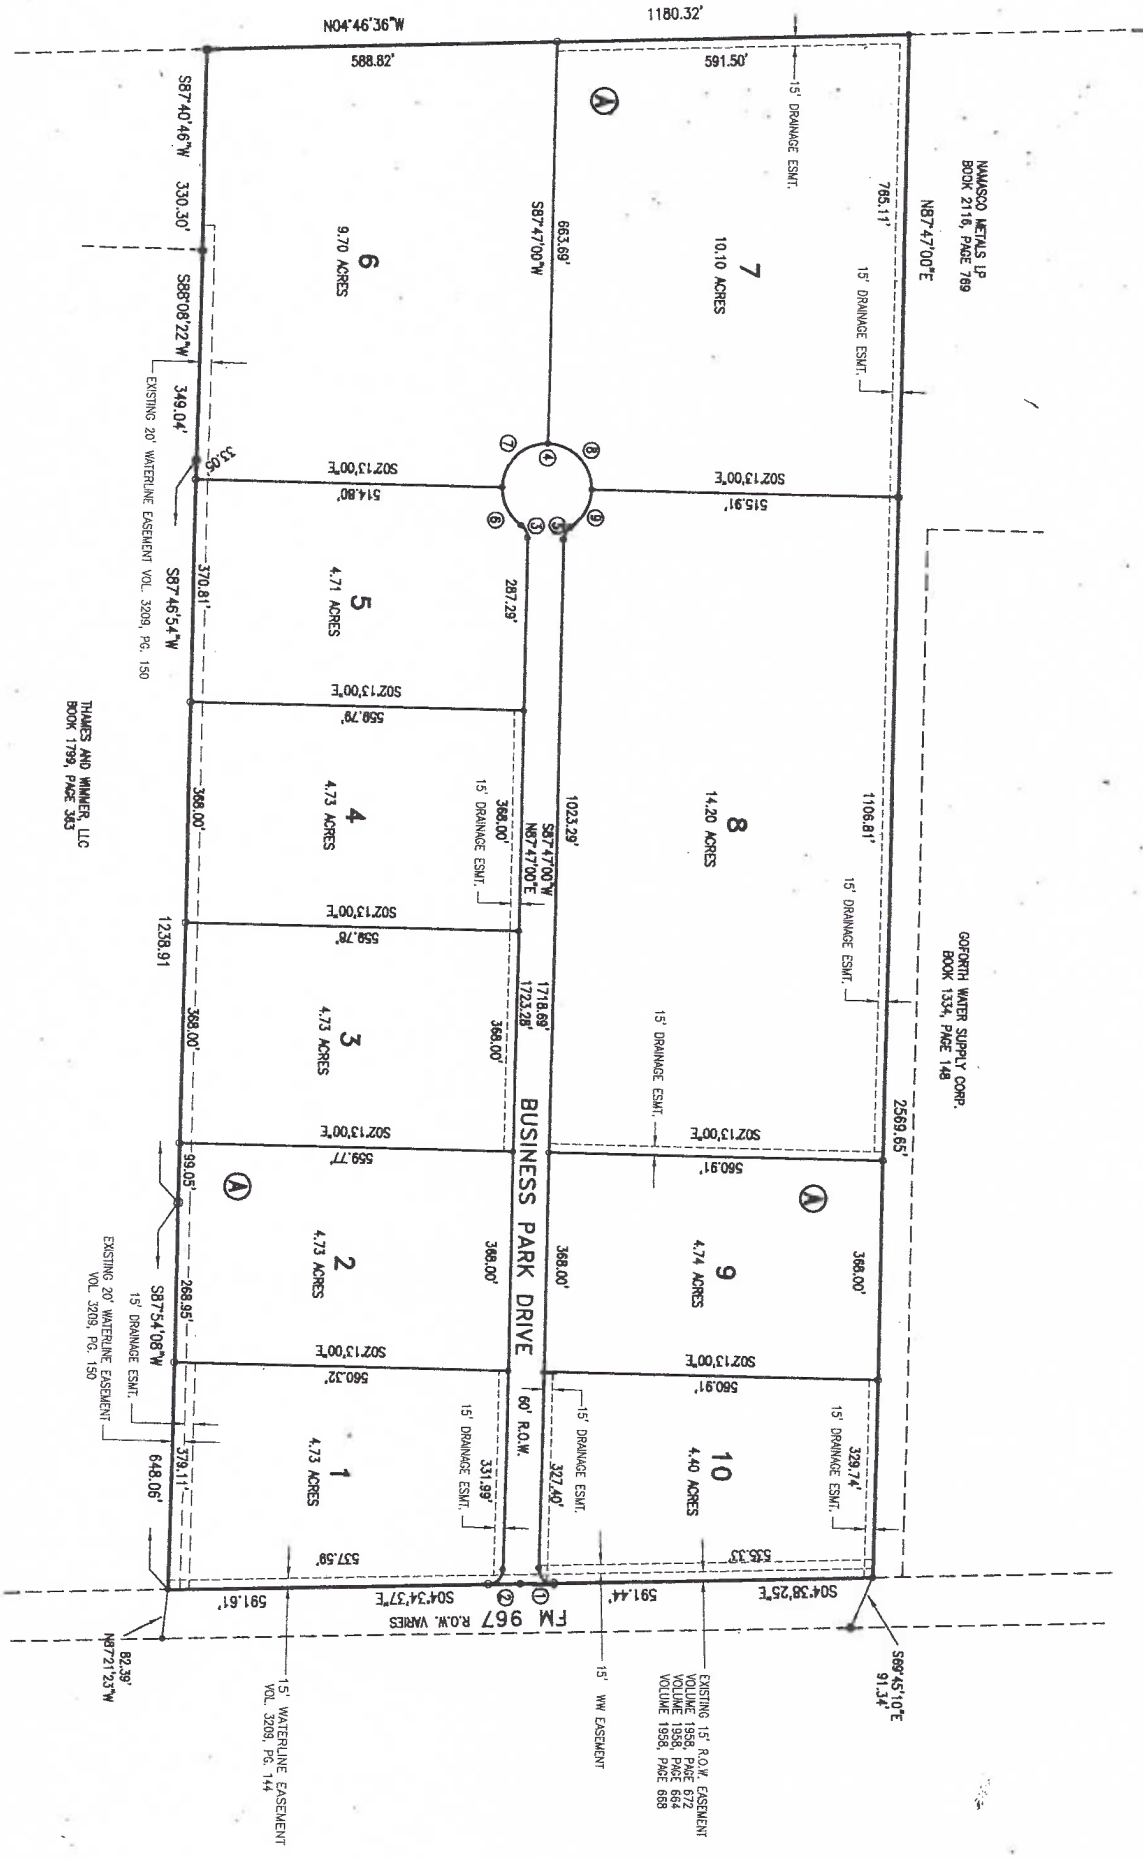 N04°46'36"W
1180.32'
588.82'
591.50'
NAMASCO METALS LP
BOOK 2116, PAGE 769
N87°47'00"E
15' DRAINAGE ESMT.
A
765.11'
15' DRAINAGE ESMT.
7
10.10 ACRES
663.69'
S87°47'00"W
6
9.70 ACRES
S87°40'46"W 330.30'
S88°08'22"W 349.04'
EXISTING 20' WATERLINE EASEMENT VOL. 3209, PG. 150
33.05'
S02°13'00"E
514.80'
S02°13'00"E
515.91'
7
4
8
6
3
5
9
GOFORTH WATER SUPPLY CORP.
BOOK 1334, PAGE 148
1106.81'
15' DRAINAGE ESMT.
8
14.20 ACRES
1023.29'
S87°47'00"W
N87°47'00"E
1718.69'
1723.28'
287.29'
5
4.71 ACRES
370.81'
S87°46'54"W
S02°13'00"E
559.79'
368.00'
15' DRAINAGE ESMT.
4
4.73 ACRES
368.00'
THAMES AND WIMMER, LLC
BOOK 1799, PAGE 383
1238.91
S02°13'00"E
559.78'
368.00'
3
4.73 ACRES
368.00'
2569.65'
15' DRAINAGE ESMT.
S02°13'00"E
560.91'
BUSINESS PARK DRIVE
S02°13'00"E
559.77'
99.05'
A
A
368.00'
9
4.74 ACRES
368.00'
368.00'
2
4.73 ACRES
268.95'
S87°54'08"W
15' DRAINAGE ESMT.
EXISTING 20' WATERLINE EASEMENT
VOL. 3209, PG. 150
S02°13'00"E
560.91'
S02°13'00"E
560.32'
60' R.O.W.
15' DRAINAGE ESMT.
329.74'
10
4.40 ACRES
15' DRAINAGE ESMT.
327.40'
331.99'
15' DRAINAGE ESMT.
1
4.73 ACRES
379.11'
648.06'
537.59'
535.33'
591.61'
S04°34'37"E
2
1
591.44'
S04°38'25"E
FM 967 R.O.W. VARIES
82.39'
N87°21'23"W
S69°45'10"E
91.34'
15' WATERLINE EASEMENT
VOL. 3209, PG. 144
15' WW EASEMENT
EXISTING 15' R.O.W. EASEMENT
VOLUME 1958, PAGE 672
VOLUME 1958, PAGE 664
VOLUME 1958, PAGE 668